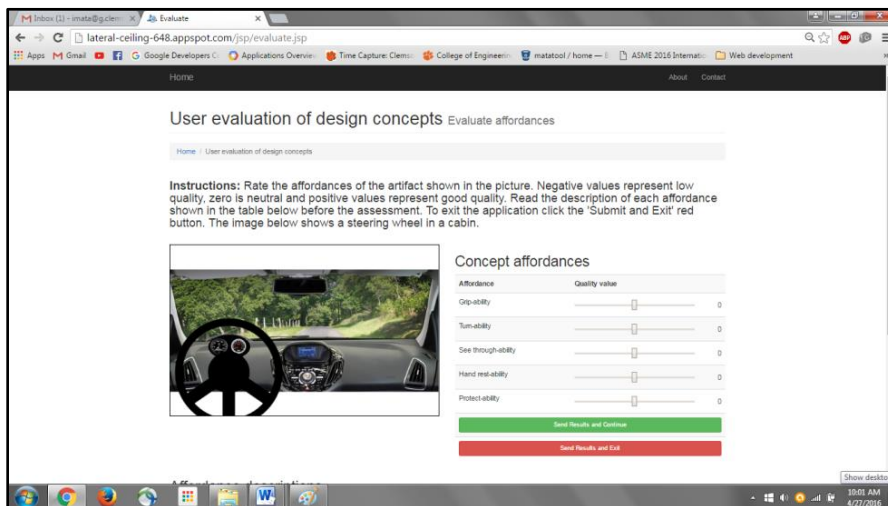 Inbox (1) - imata@g.clem
Evaluate
lateral-ceiling-648.appspot.com/jsp/evaluate.jsp
Apps Gmail Google Developers C Applications Overvie Time Capture: Clems College of Engineerin matatool / home — ASME 2016 Internati Web development
Home About Contact
User evaluation of design concepts Evaluate affordances
Home / User evaluation of design concepts
Instructions: Rate the affordances of the artifact shown in the picture. Negative values represent low
quality, zero is neutral and positive values represent good quality. Read the description of each affordance
shown in the table below before the assessment. To exit the application click the 'Submit and Exit' red
button. The image below shows a steering wheel in a cabin.
Concept affordances
Affordance Quality value
Grip-ability 0
Turn-ability 0
See through-ability 0
Hand rest-ability 0
Protect-ability 0
Send Results and Continue
Send Results and Exit
Affordance descriptions
Show deskto
10:01 AM
4/27/2016